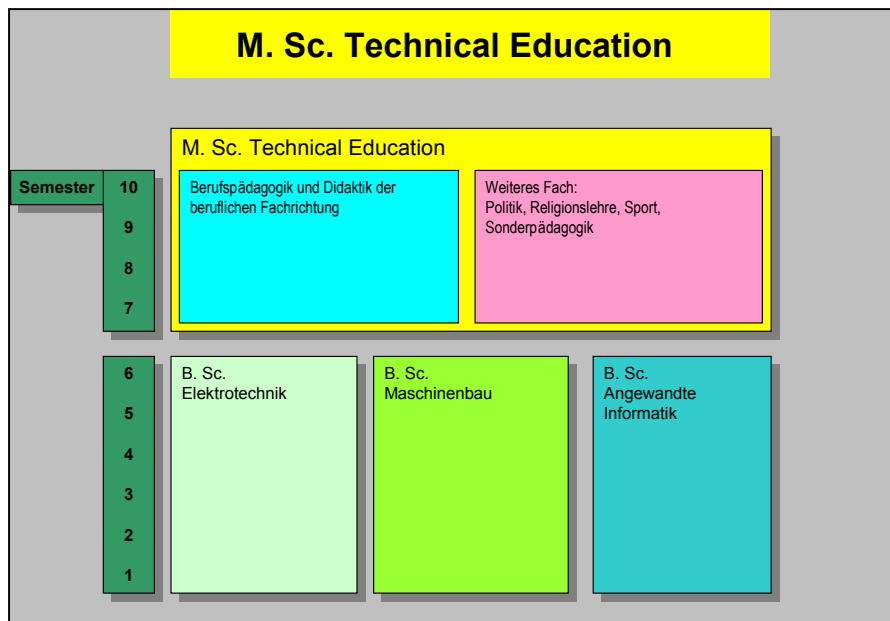 M. Sc. Technical Education
M. Sc. Technical Education
Semester
10
9
8
7
Berufspädagogik und Didaktik der
beruflichen Fachrichtung
Weiteres Fach:
Politik, Religionslehre, Sport,
Sonderpädagogik
6
5
4
3
2
1
B. Sc.
Elektrotechnik
B. Sc.
Maschinenbau
B. Sc.
Angewandte
Informatik